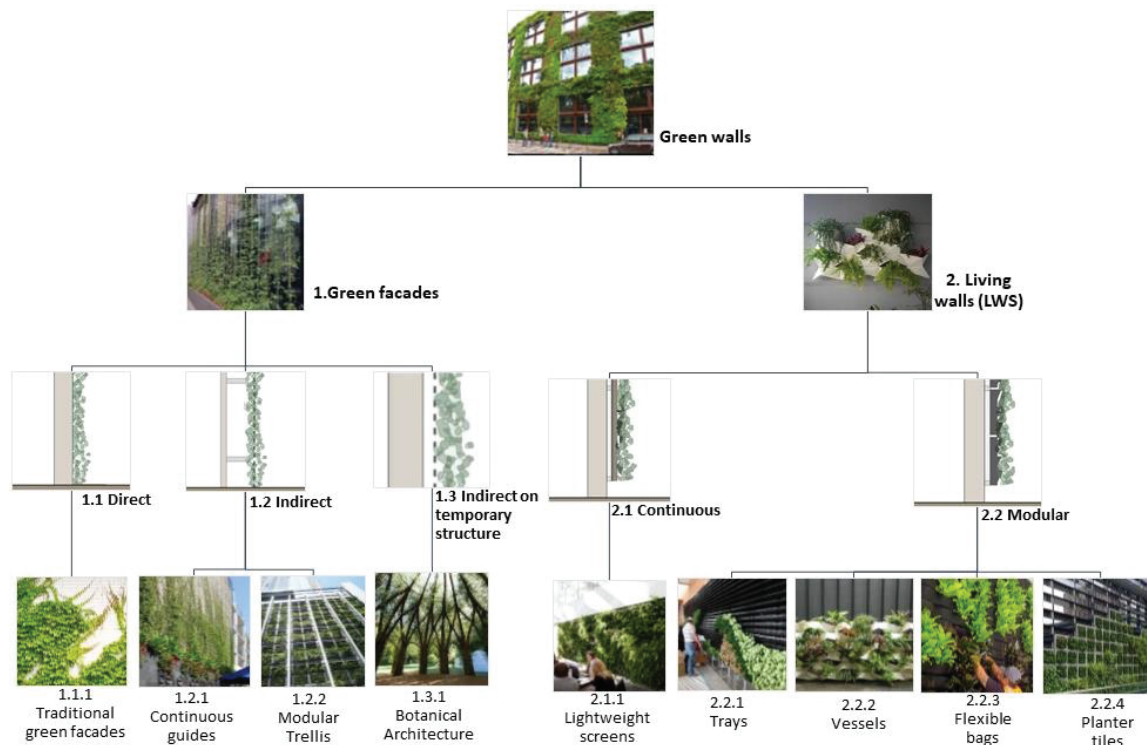 Green walls
1.Green facades
2. Living
walls (LWS)
1.1 Direct
1.2 Indirect
1.3 Indirect on
temporary
structure
2.1 Continuous
2.2 Modular
1.1.1
Traditional
green facades
1.2.1
Continuous
guides
1.2.2
Modular
Trellis
1.3.1
Botanical
Architecture
2.1.1
Lightweight
screens
2.2.1
Trays
2.2.2
Vessels
2.2.3
Flexible
bags
2.2.4
Planter
tiles